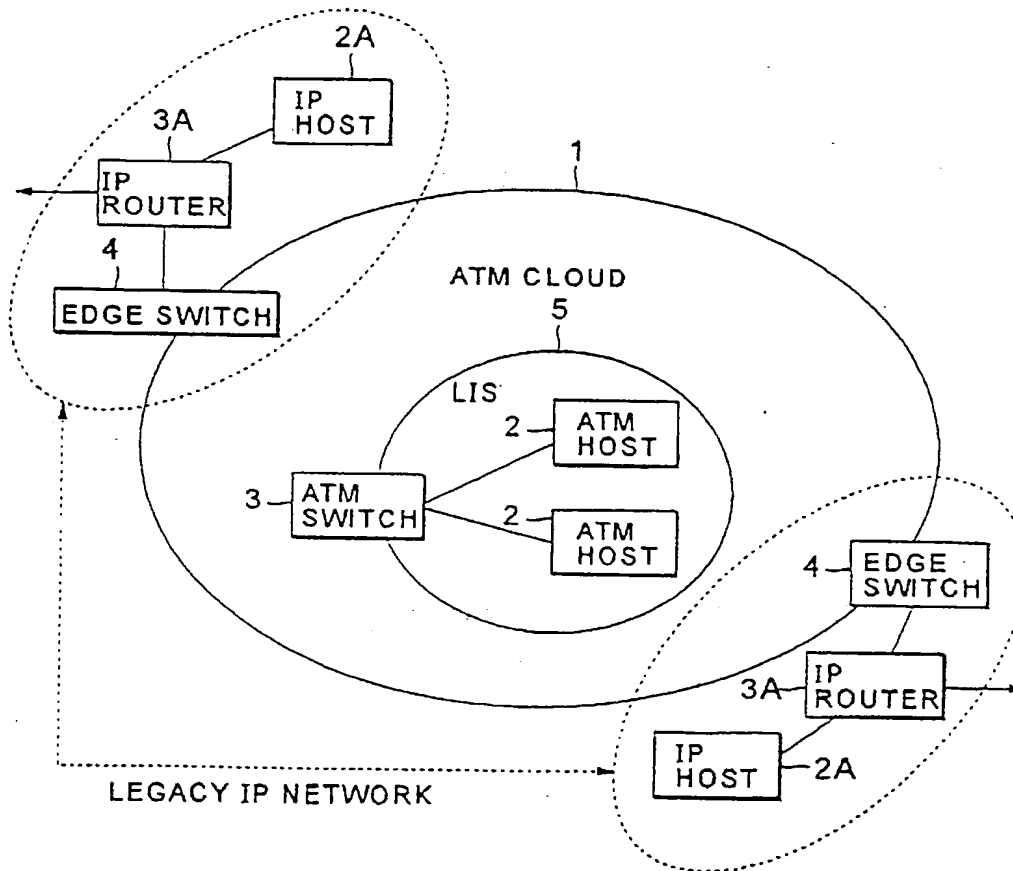 2A
IP
HOST
3A
IP
ROUTER
1
4
EDGE SWITCH
ATM CLOUD
5
LIS
2
ATM
HOST
3
ATM
SWITCH
2
ATM
HOST
4
EDGE
SWITCH
3A
IP
ROUTER
IP
HOST
2A
LEGACY IP NETWORK